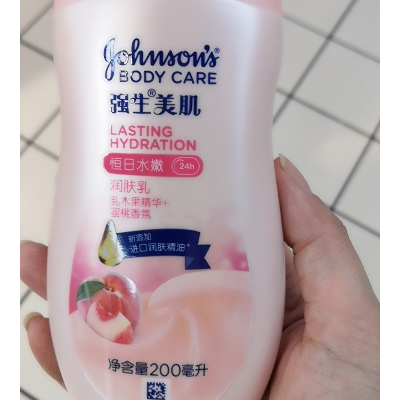 Johnson's®
BODY CARE
强生®美肌
LASTING
HYDRATION
恒日水嫩 24h
润肤乳
乳木果精华+
蜜桃香氛
新添加
进口润肤精油*
净含量200毫升